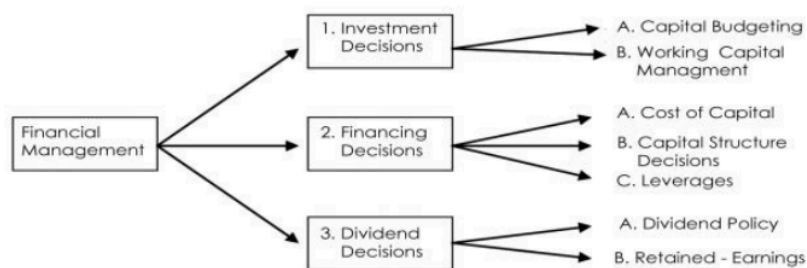 Financial
Management
1. Investment
Decisions
A. Capital Budgeting
B. Working Capital
Managment
2. Financing
Decisions
A. Cost of Capital
B. Capital Structure
Decisions
C. Leverages
3. Dividend
Decisions
A. Dividend Policy
B. Retained - Earnings